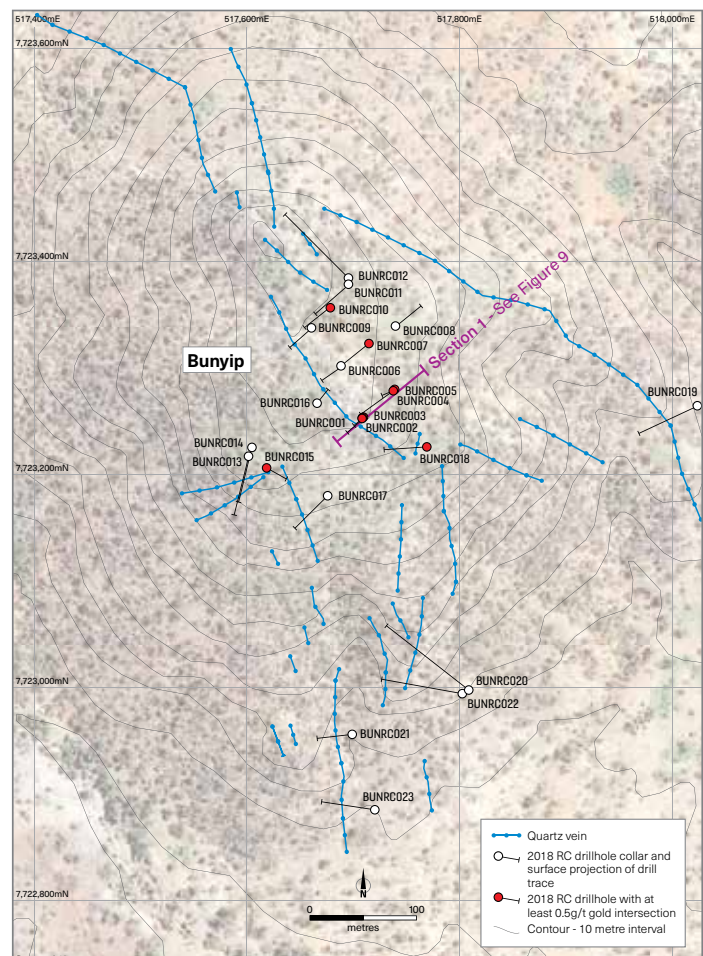 517,400mE
517,600mE
517,800mE
518,000mE
7,723,600mN
7,723,400mN
BUNRC012
BUNRC011
BUNRC010
BUNRC009
BUNRC008
BUNRC007
Section 1 - See Figure 9
Bunyip
BUNRC006
BUNRC005
BUNRC004
BUNRC016
BUNRC019
BUNRC003
BUNRC001
BUNRC002
BUNRC014
BUNRC013
BUNRC015
BUNRC018
7,723,200mN
BUNRC017
7,723,000mN
BUNRC020
BUNRC022
BUNRC021
BUNRC023
7,722,800mN
N
0
100
metres
Quartz vein
2018 RC drillhole collar and
surface projection of drill
trace
2018 RC drillhole with at
least 0.5g/t gold intersection
Contour - 10 metre interval